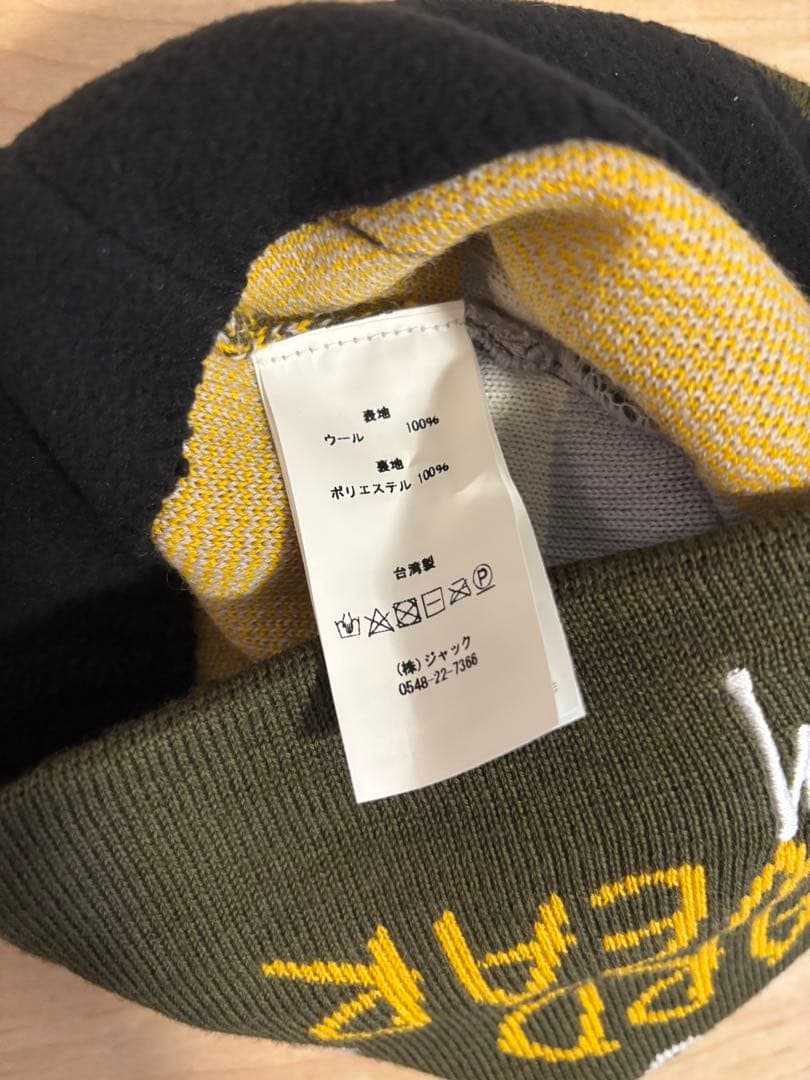 表地
ウール 100%
裏地
ポリエステル 100%
台湾製
P
(株)ジャック
0548-22-7366
EAR